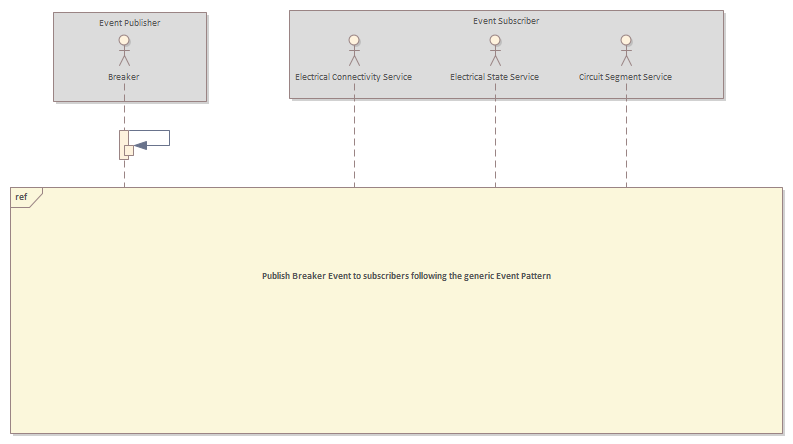 Event Publisher
Event Subscriber
Breaker
Electrical Connectivity Service
Electrical State Service
Circuit Segment Service
ref
Publish Breaker Event to subscribers following the generic Event Pattern